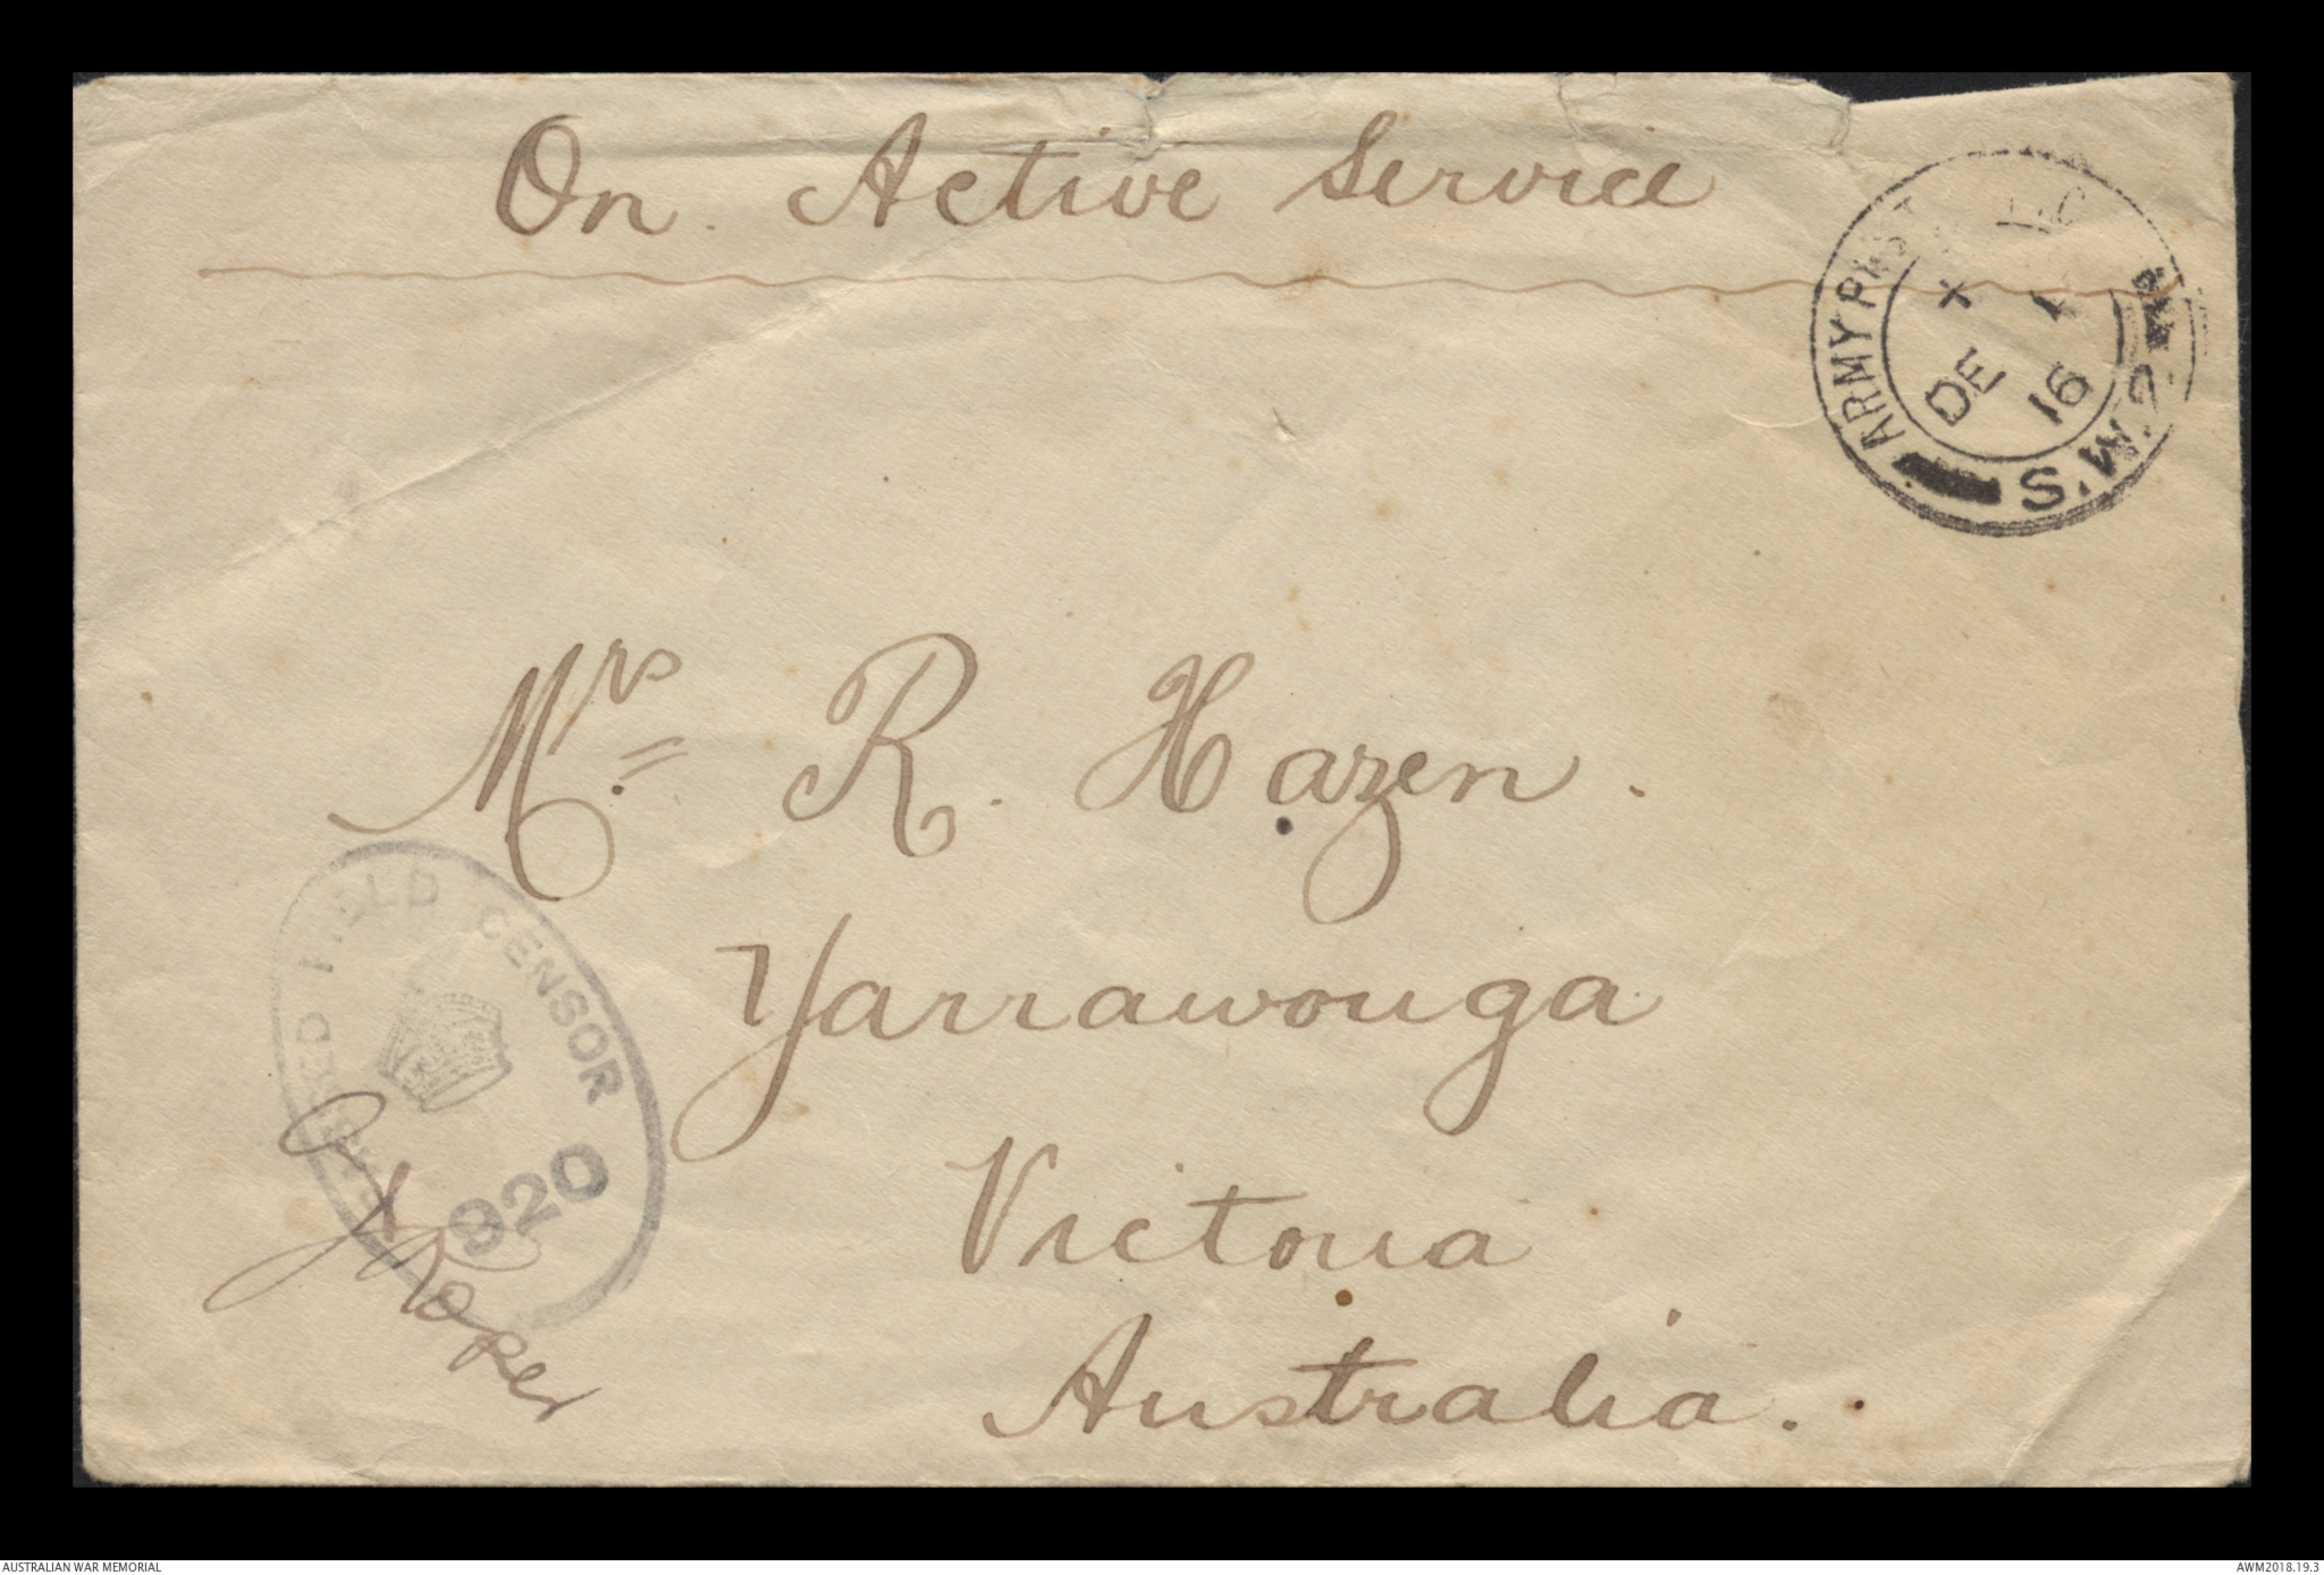 On Active Service
ARMY POST
DE
16
S.W.
Mrs R. Hazen.
Yarrawonga
Victoria
Australia.
FIELD CENSOR
920
Roper
AUSTRALIAN WAR MEMORIAL
AWM2018.19.3